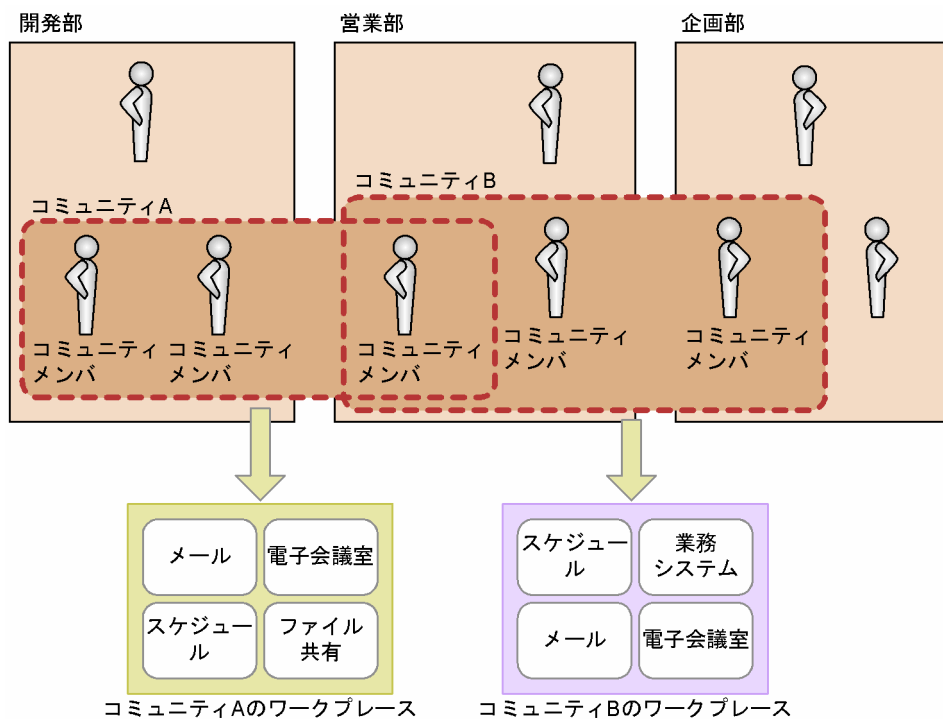 開発部
営業部
企画部
コミュニティB
コミュニティA
コミュニティ
メンバ
コミュニティ
メンバ
コミュニティ
メンバ
コミュニティ
メンバ
コミュニティ
メンバ
メール
電子会議室
スケジュー
ル
ファイル
共有
コミュニティAのワークプレース
スケジュー
ル
業務
システム
メール
電子会議室
コミュニティBのワークプレース